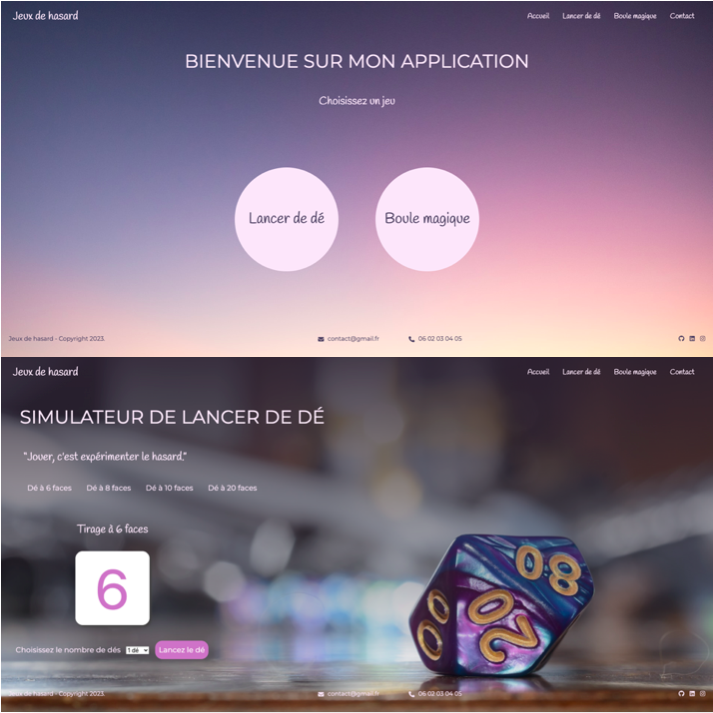 Jeux de hasard
Accueil Lancer de dé Boule magique Contact
BIENVENUE SUR MON APPLICATION
Choisissez un jeu
Lancer de dé
Boule magique
Jeux de hasard - Copyright 2023.
contact@gmail.fr
06 02 03 04 05
Jeux de hasard
Accueil Lancer de dé Boule magique Contact
SIMULATEUR DE LANCER DE DÉ
"Jouer, c'est expérimenter le hasard."
Dé à 6 faces Dé à 8 faces Dé à 10 faces Dé à 20 faces
Tirage à 6 faces
6
Choisissez le nombre de dés 1 dé Lancez le dé
80
00
20
Jeux de hasard - Copyright 2023.
contact@gmail.fr
06 02 03 04 05